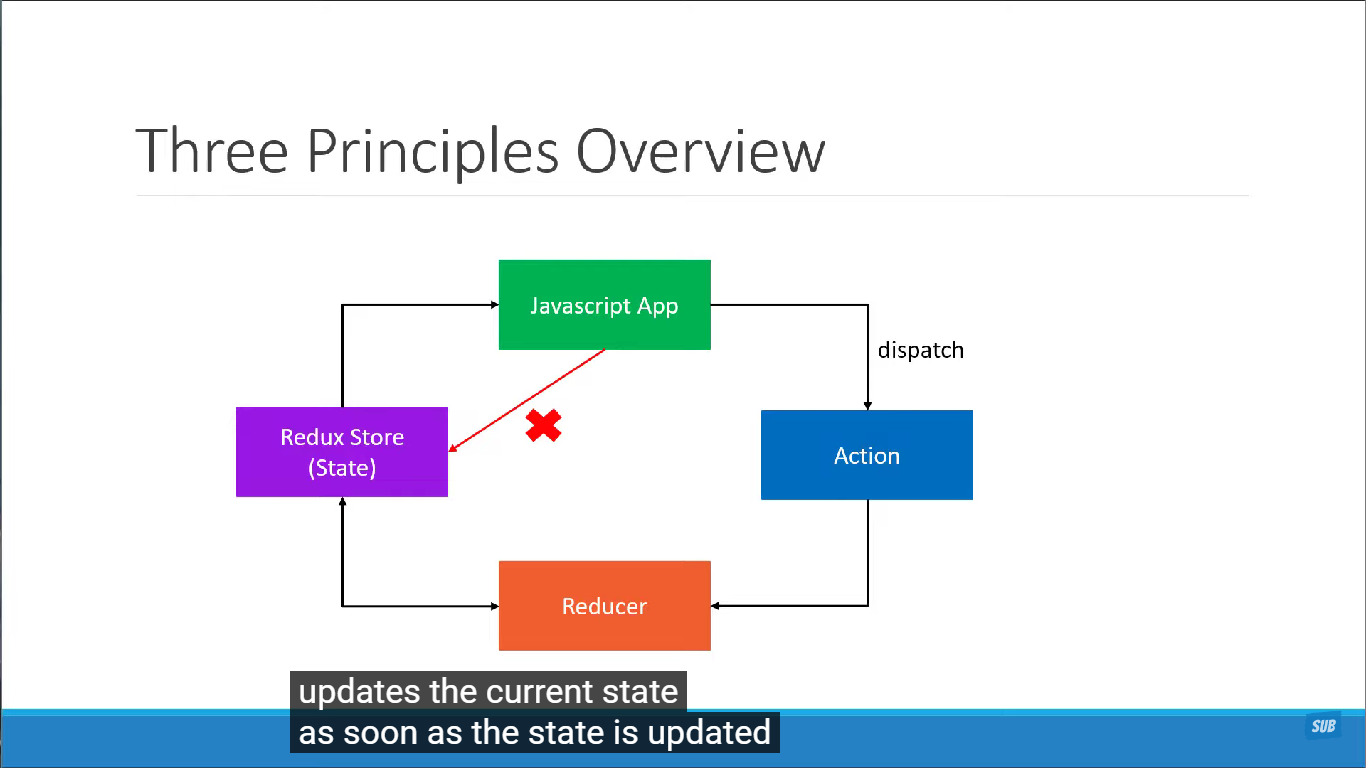 Three Principles Overview
Javascript App
dispatch
Redux Store
(State)
Action
Reducer
updates the current state
as soon as the state is updated
SUB